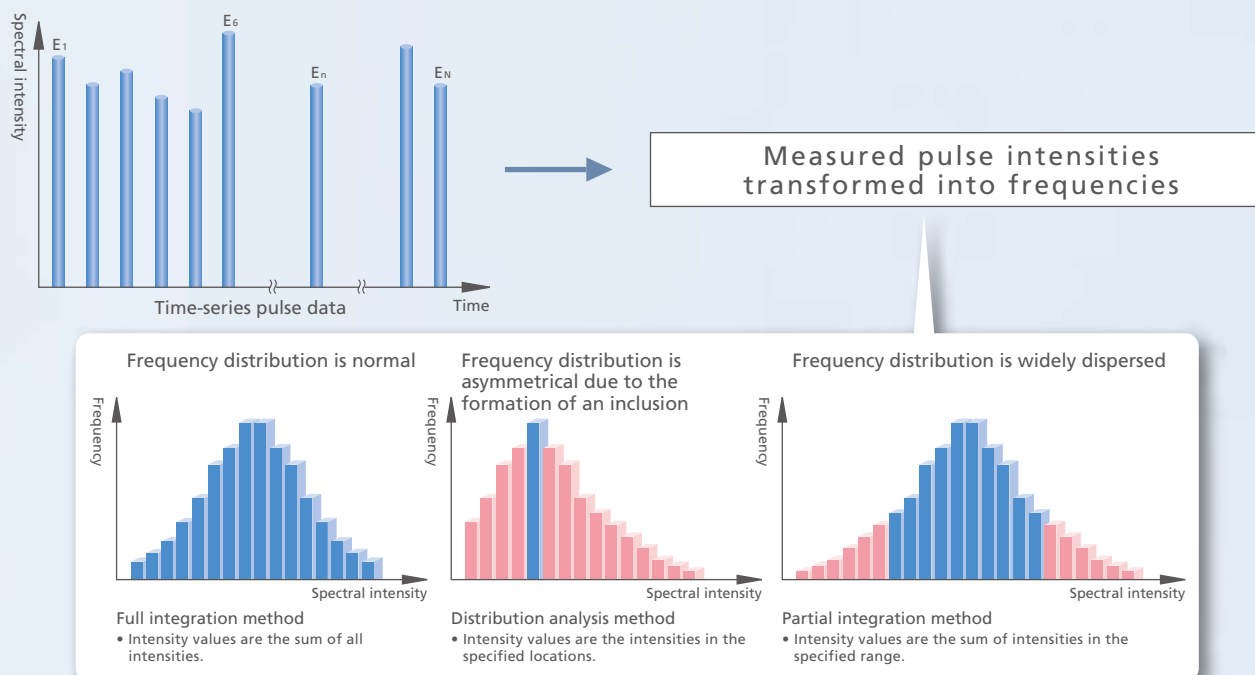 Spectral intensity
E1
E6
En
EN
Time-series pulse data
Time
Measured pulse intensities
transformed into frequencies
Frequency distribution is normal
Frequency
Spectral intensity
Full integration method
• Intensity values are the sum of all
intensities.
Frequency distribution is
asymmetrical due to the
formation of an inclusion
Frequency
Spectral intensity
Distribution analysis method
• Intensity values are the intensities in the
specified locations.
Frequency distribution is widely dispersed
Frequency
Spectral intensity
Partial integration method
• Intensity values are the sum of intensities in the
specified range.